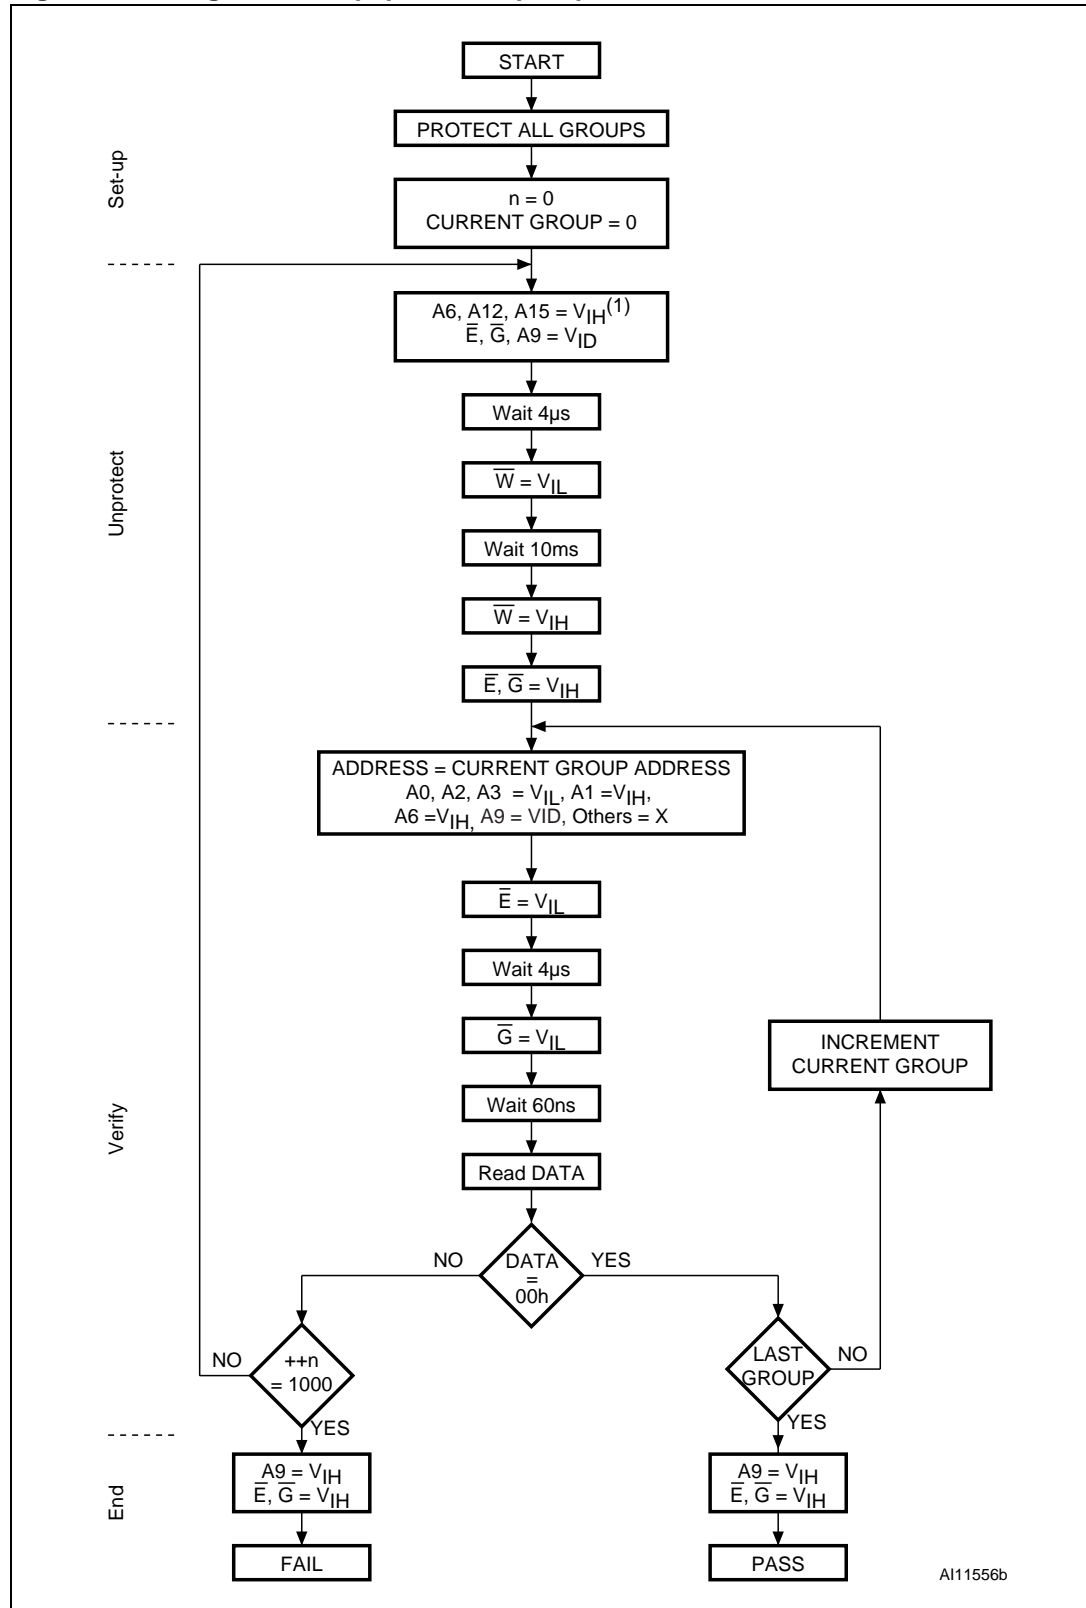 START
PROTECT ALL GROUPS
Set-up
n = 0
CURRENT GROUP = 0
A6, A12, A15 = VIH(1)
E̅, G̅, A9 = VID
Wait 4µs
Unprotect
W̅ = VIL
Wait 10ms
W̅ = VIH
E̅, G̅ = VIH
ADDRESS = CURRENT GROUP ADDRESS
A0, A2, A3 = VIL, A1 =VIH,
A6 =VIH, A9 = VID, Others = X
E̅ = VIL
Wait 4µs
G̅ = VIL
INCREMENT
CURRENT GROUP
Wait 60ns
Verify
Read DATA
NO
DATA
=
00h
YES
NO
++n
= 1000
LAST
GROUP
NO
YES
YES
End
A9 = VIH
E̅, G̅ = VIH
A9 = VIH
E̅, G̅ = VIH
FAIL
PASS
AI11556b